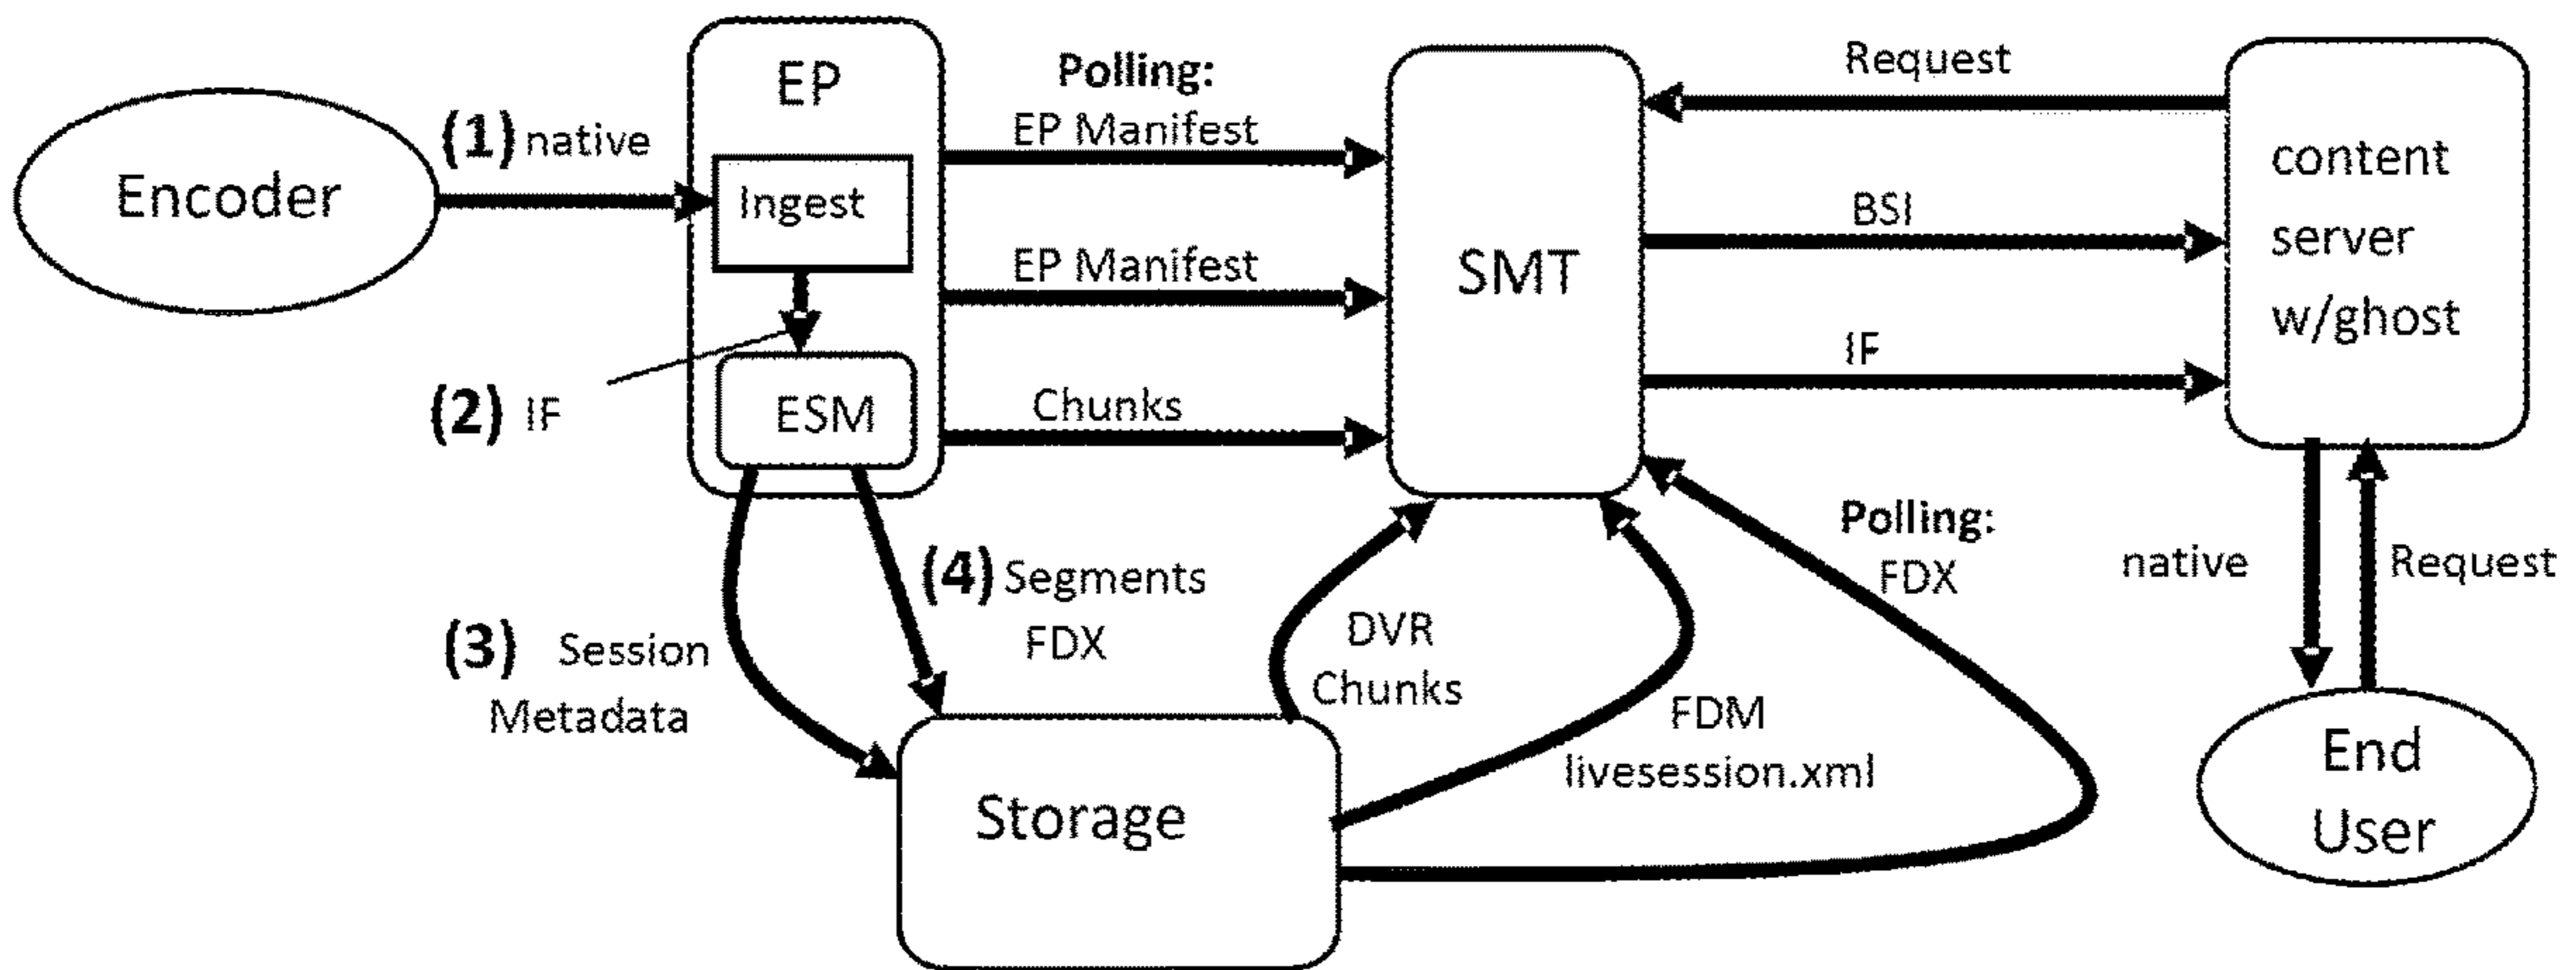 Encoder
(1) native
EP
Ingest
(2) IF
ESM
Polling:
EP Manifest
EP Manifest
Chunks
SMT
Request
BSI
IF
content
server
w/ghost
(3) Session
Metadata
(4) Segments
FDX
Storage
DVR
Chunks
FDM
livesession.xml
Polling:
FDX
native
Request
End
User